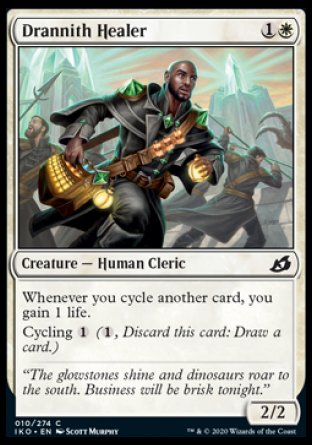 Drannith Healer 1
Creature — Human Cleric
Whenever you cycle another card, you
gain 1 life.
Cycling 1 (1, Discard this card: Draw a
card.)
“The glowstones shine and dinosaurs roar to
the south. Business will be brisk tonight.”
2/2
010/274 C
IKO • EN SCOTT MURPHY
™ & © 2020 Wizards of the Coast